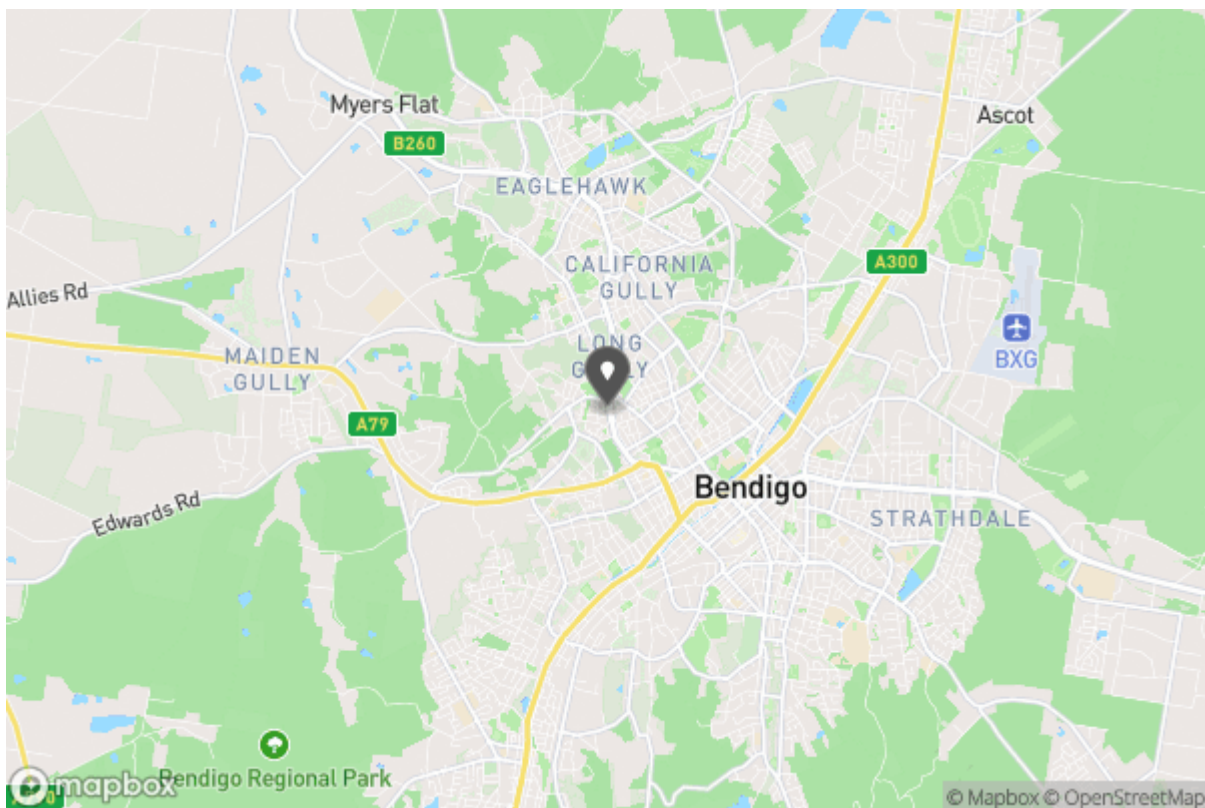 Myers Flat
Ascot
B260
EAGLEHAWK
CALIFORNIA
GULLY
A300
Allies Rd
LONG
GULLY
BXG
MAIDEN
GULLY
A79
Bendigo
Edwards Rd
STRATHDALE
Bendigo Regional Park
mapbox
© Mapbox © OpenStreetMap